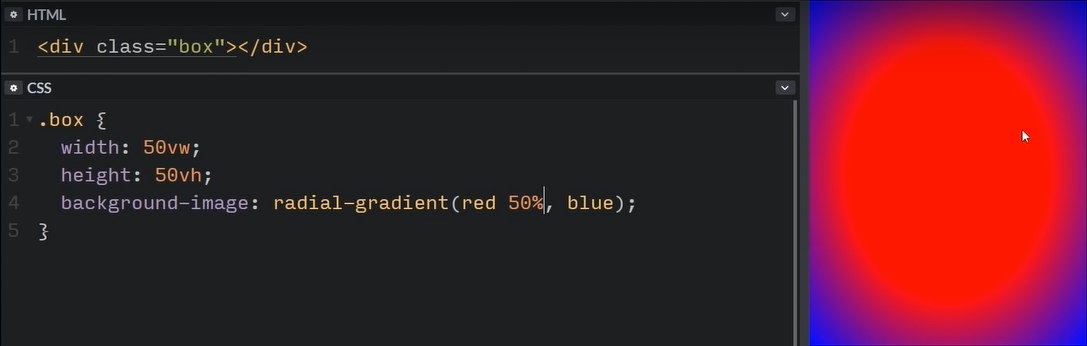 HTML
1 <div class="box"></div>
CSS
1 .box {
2 width: 50vw;
3 height: 50vh;
4 background-image: radial-gradient(red 50%, blue);
5 }